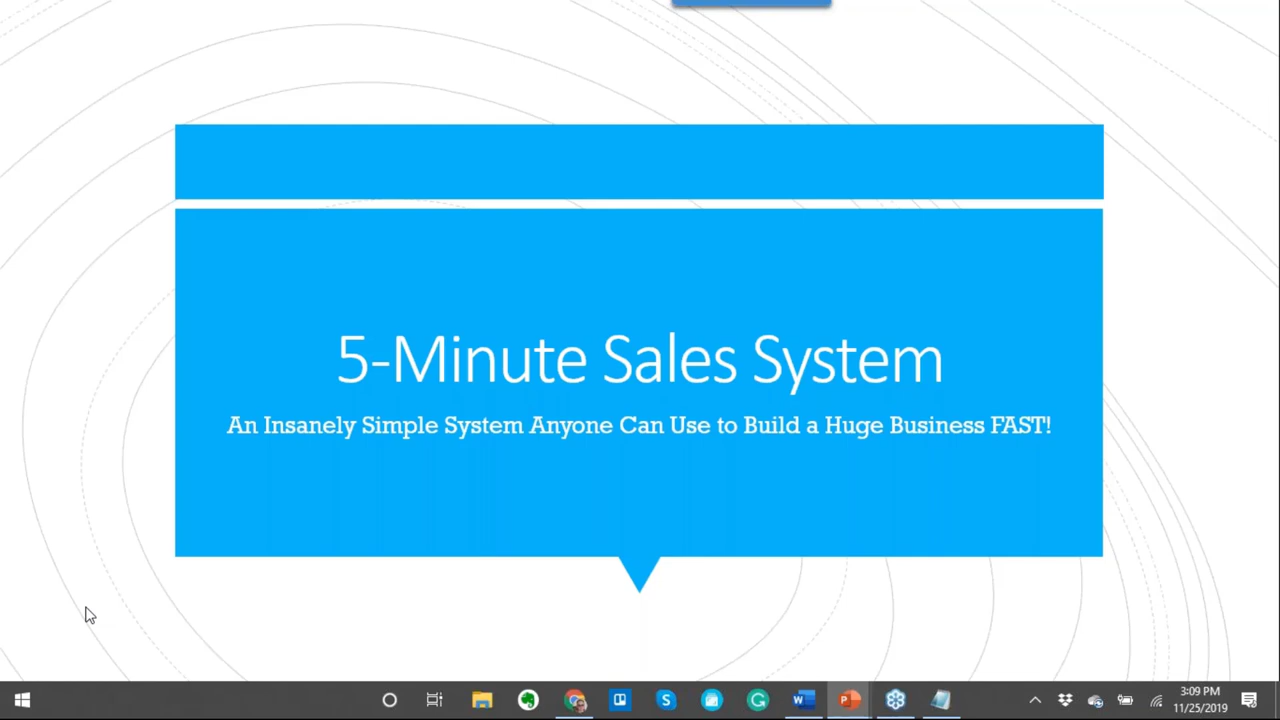 5-Minute Sales System
An Insanely Simple System Anyone Can Use to Build a Huge Business FAST!
3:09 PM
11/25/2019